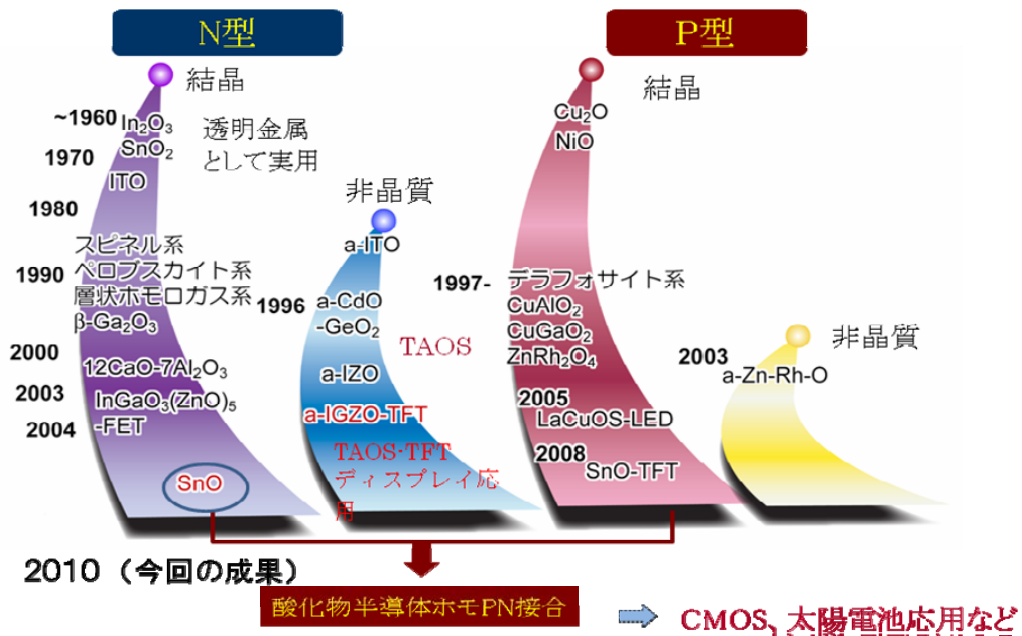 N型
P型
結晶
結晶
~1960
In₂O₃
SnO₂
透明金属
として実用
1970
ITO
Cu₂O
NiO
非晶質
1980
a-ITO
スピネル系
1990
ペロブスカイト系
層状ホモロガス系
β-Ga₂O₃
1996
a-CdO
-GeO₂
TAOS
1997-
デラフォサイト系
CuAlO₂
CuGaO₂
ZnRh₂O₄
非晶質
2003
a-Zn-Rh-O
2000
12CaO-7Al₂O₃
a-IZO
2003
InGaO₃(ZnO)₅
2004
-FET
a-IGZO-TFT
2005
LaCuOS-LED
TAOS-TFT
ディスプレイ応
用
2008
SnO-TFT
SnO
2010（今回の成果）
酸化物半導体ホモPN接合
CMOS、太陽電池応用など